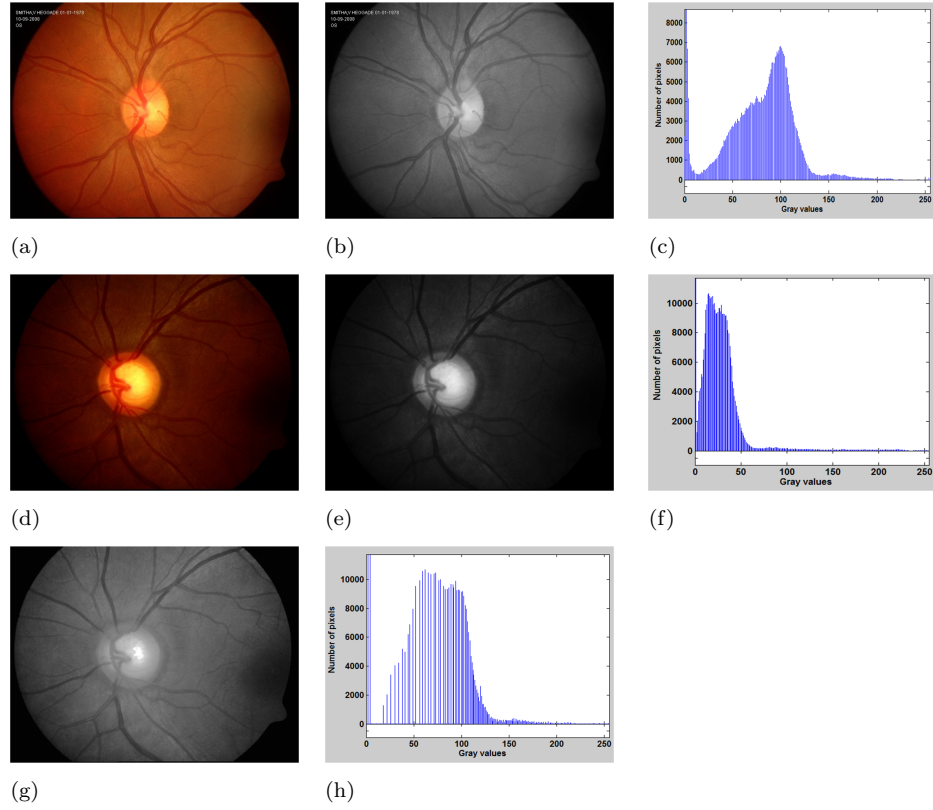 SMITHA,V HEGGADE 01-01-1979
10-09-2008
OS
(a)
SMITHA,V HEGGADE 01-01-1979
10-09-2008
OS
(b)
Number of pixels
8000
7000
6000
5000
4000
3000
2000
1000
0
0 50 100 150 200 250
Gray values
(c)
(d)
(e)
Number of pixels
10000
8000
6000
4000
2000
0
0 50 100 150 200 250
Gray values
(f)
(g)
Number of pixels
10000
8000
6000
4000
2000
0
0 50 100 150 200 250
Gray values
(h)